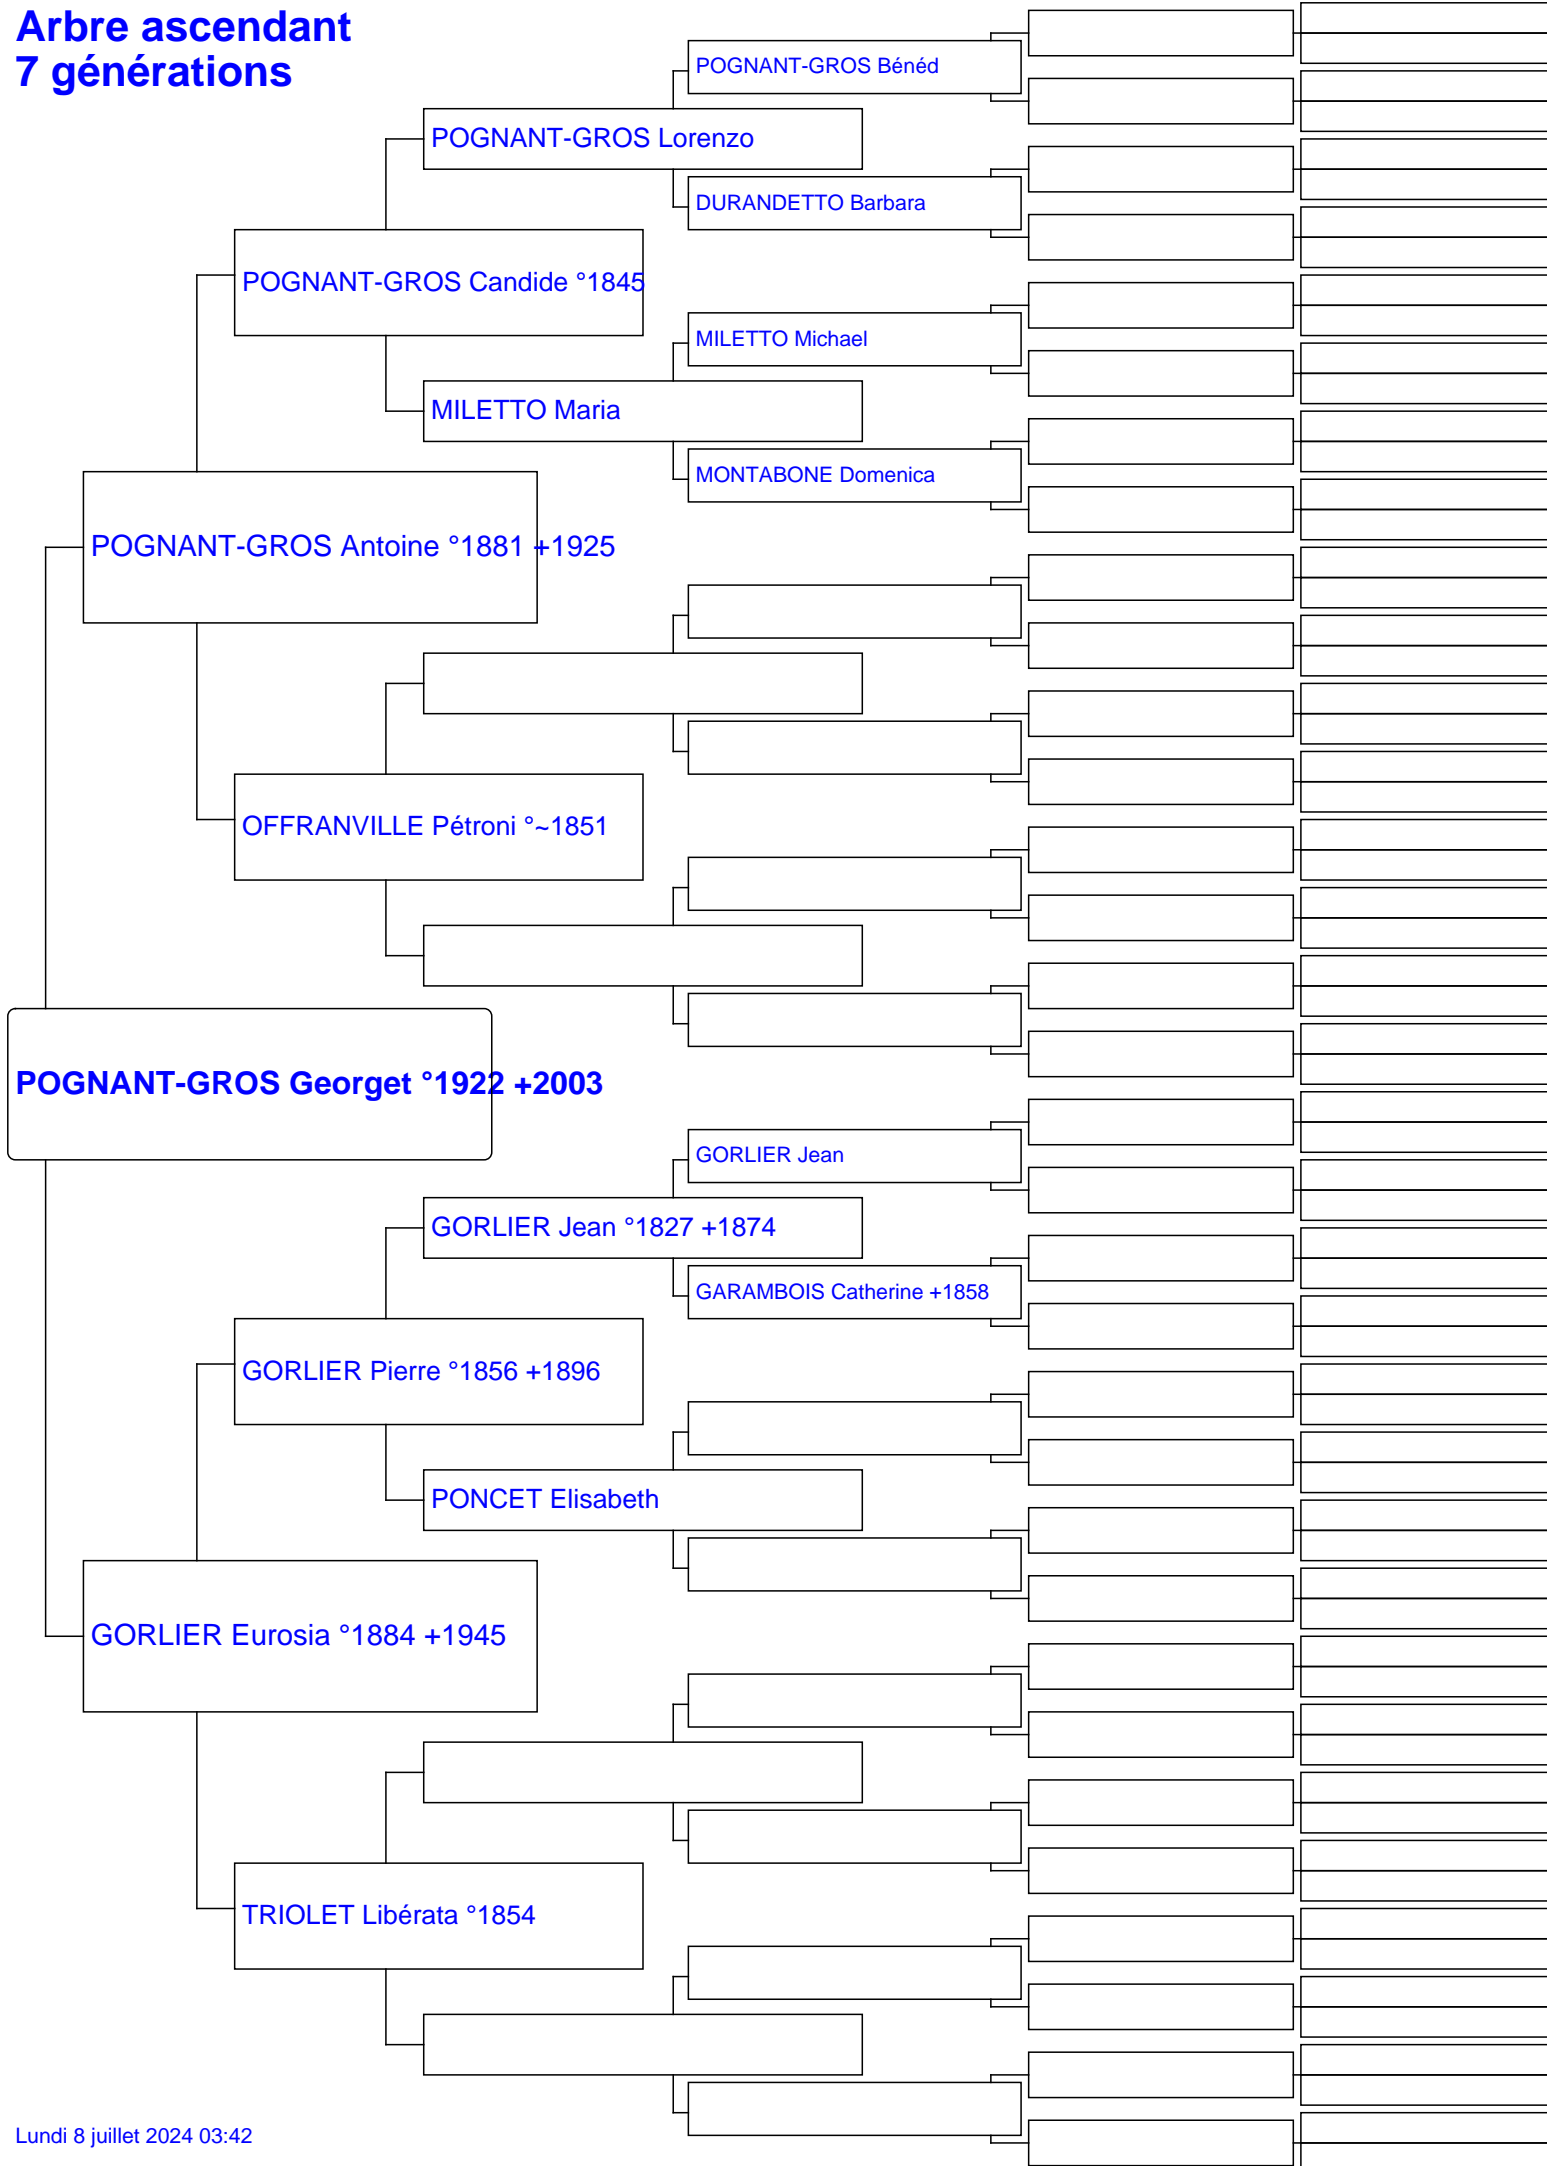 Arbre ascendant
7 générations
POGNANT-GROS Bénéd
POGNANT-GROS Lorenzo
DURANDETTO Barbara
POGNANT-GROS Candide °1845
MILETTO Michael
MILETTO Maria
MONTABONE Domenica
POGNANT-GROS Antoine °1881 +1925
OFFRANVILLE Pétroni °~1851
POGNANT-GROS Georget °1922 +2003
GORLIER Jean
GORLIER Jean °1827 +1874
GARAMBOIS Catherine +1858
GORLIER Pierre °1856 +1896
PONCET Elisabeth
GORLIER Eurosia °1884 +1945
TRIOLET Libérata °1854
Lundi 8 juillet 2024 03:42